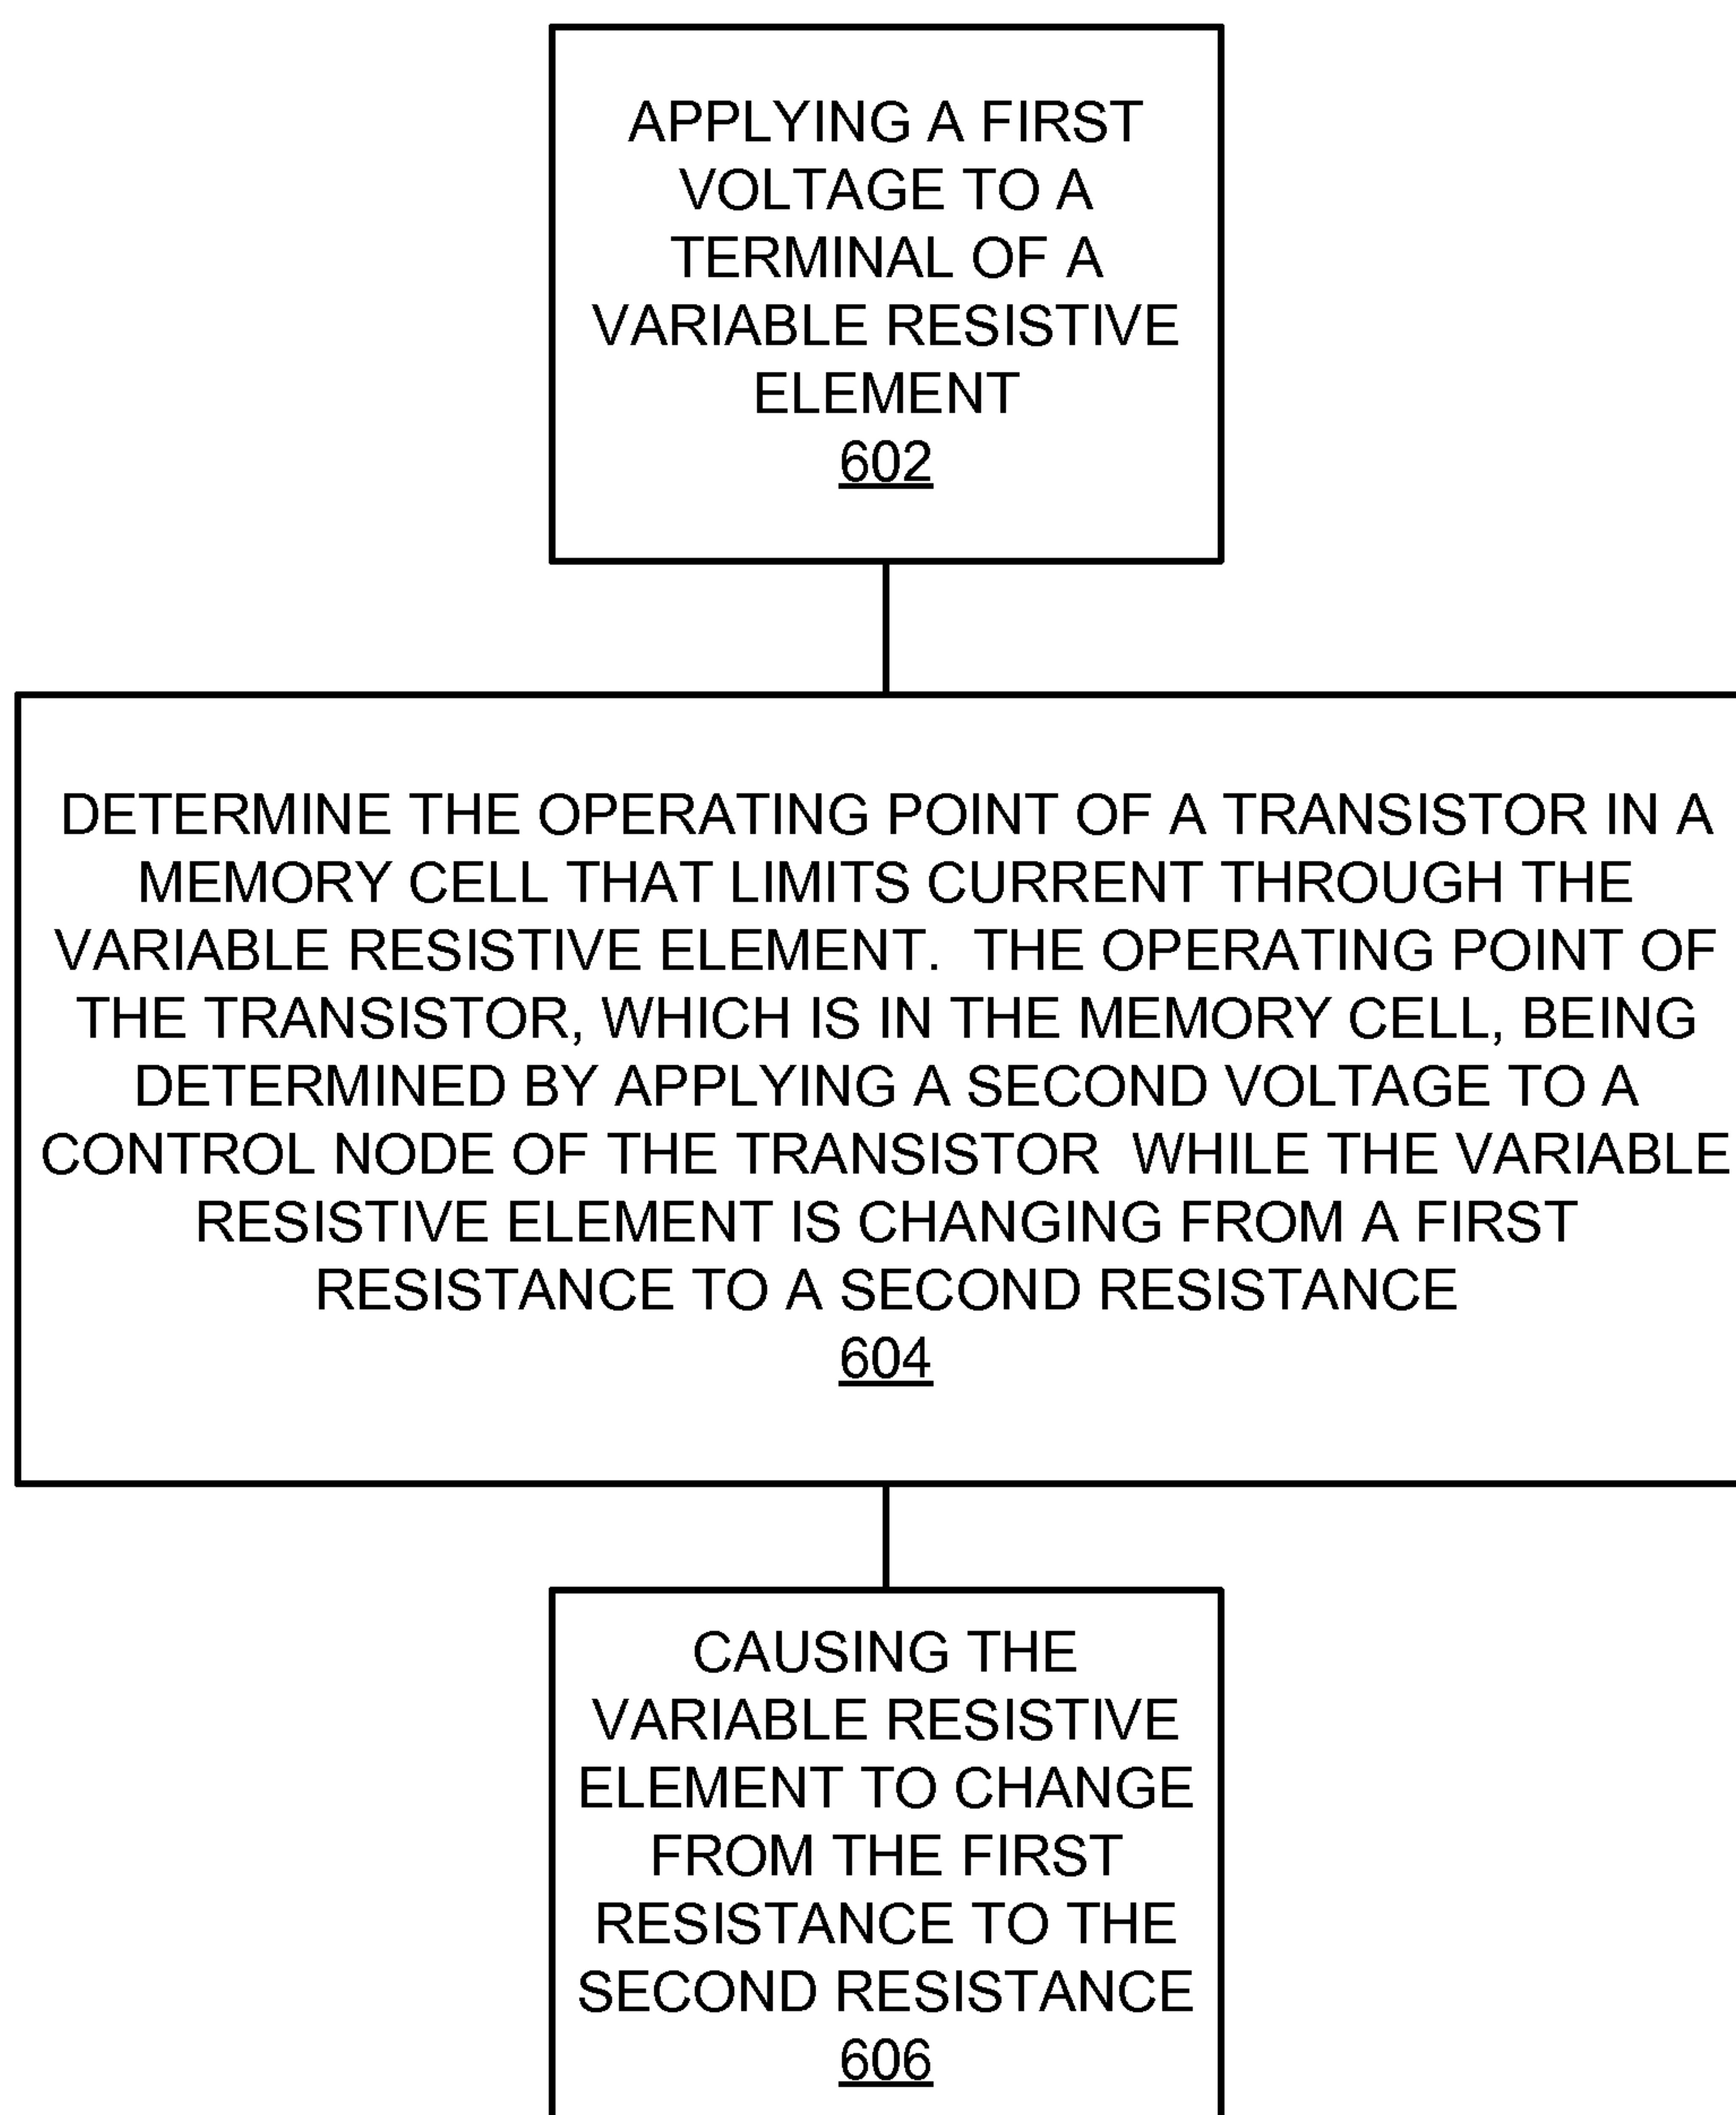 APPLYING A FIRST
VOLTAGE TO A
TERMINAL OF A
VARIABLE RESISTIVE
ELEMENT
602
DETERMINE THE OPERATING POINT OF A TRANSISTOR IN A
MEMORY CELL THAT LIMITS CURRENT THROUGH THE
VARIABLE RESISTIVE ELEMENT. THE OPERATING POINT OF
THE TRANSISTOR, WHICH IS IN THE MEMORY CELL, BEING
DETERMINED BY APPLYING A SECOND VOLTAGE TO A
CONTROL NODE OF THE TRANSISTOR WHILE THE VARIABLE
RESISTIVE ELEMENT IS CHANGING FROM A FIRST
RESISTANCE TO A SECOND RESISTANCE
604
CAUSING THE
VARIABLE RESISTIVE
ELEMENT TO CHANGE
FROM THE FIRST
RESISTANCE TO THE
SECOND RESISTANCE
606